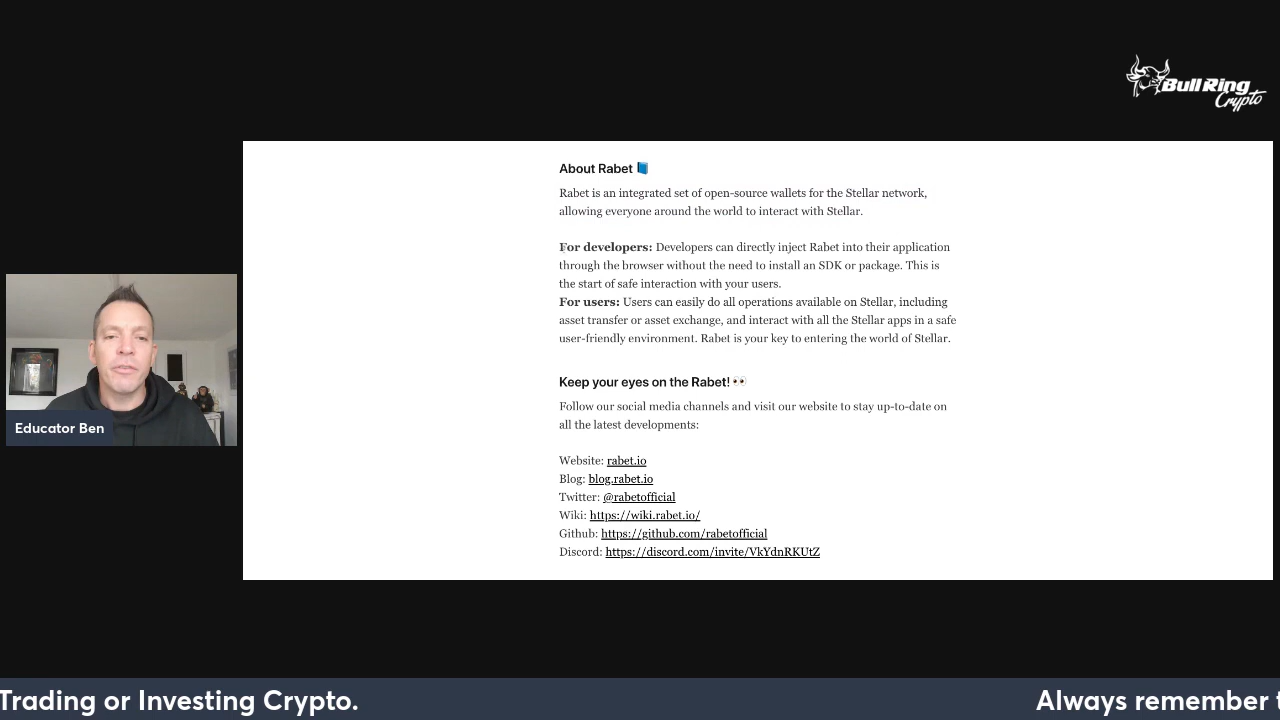 Bull Ring
Crypto
About Rabet
Rabet is an integrated set of open-source wallets for the Stellar network,
allowing everyone around the world to interact with Stellar.
For developers: Developers can directly inject Rabet into their application
through the browser without the need to install an SDK or package. This is
the start of safe interaction with your users.
For users: Users can easily do all operations available on Stellar, including
asset transfer or asset exchange, and interact with all the Stellar apps in a safe
user-friendly environment. Rabet is your key to entering the world of Stellar.
Keep your eyes on the Rabet!
Follow our social media channels and visit our website to stay up-to-date on
all the latest developments:
Website: rabet.io
Blog: blog.rabet.io
Twitter: @rabetofficial
Wiki: https://wiki.rabet.io/
Github: https://github.com/rabetofficial
Discord: https://discord.com/invite/VkYdnRKUtZ
Educator Ben
Trading or Investing Crypto.
Always remember t